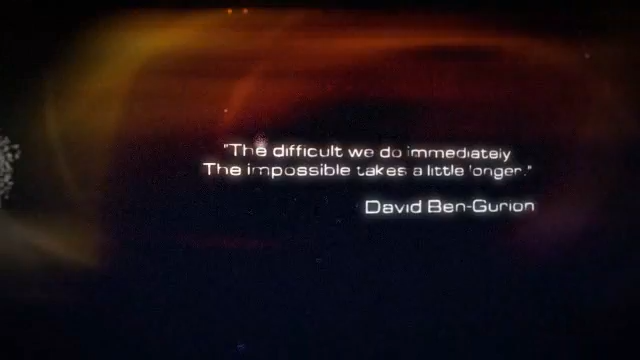 "The difficult we do immediately
The impossible takes a little longer."
David Ben-Gurion